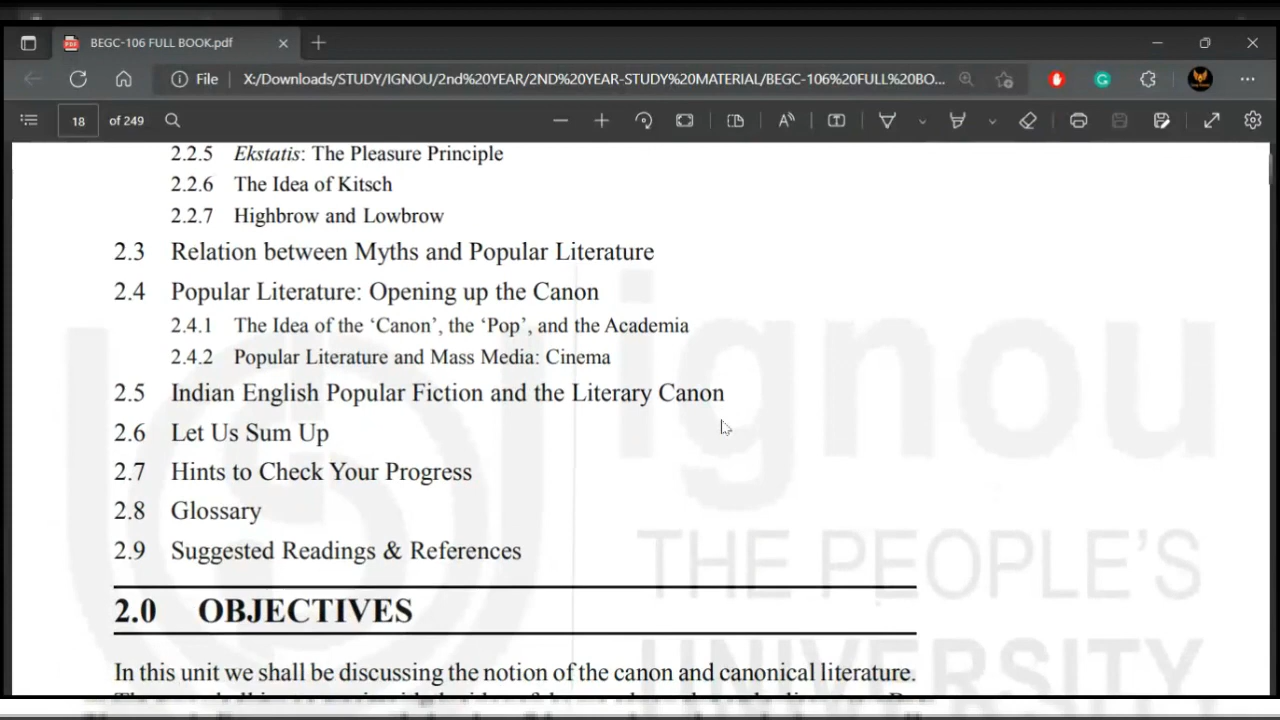 BEGC-106 FULL BOOK.pdf
File X:/Downloads/STUDY/IGNOU/2nd%20YEAR/2ND%20YEAR-STUDY%20MATERIAL/BEGC-106%20FULL%20BO...
18 of 249
2.2.5 Ekstatis: The Pleasure Principle
2.2.6 The Idea of Kitsch
2.2.7 Highbrow and Lowbrow
2.3 Relation between Myths and Popular Literature
2.4 Popular Literature: Opening up the Canon
2.4.1 The Idea of the ‘Canon’, the ‘Pop’, and the Academia
2.4.2 Popular Literature and Mass Media: Cinema
2.5 Indian English Popular Fiction and the Literary Canon
2.6 Let Us Sum Up
2.7 Hints to Check Your Progress
2.8 Glossary
2.9 Suggested Readings & References
ignou
THE PEOPLE'S
UNIVERSITY
2.0 OBJECTIVES
In this unit we shall be discussing the notion of the canon and canonical literature.